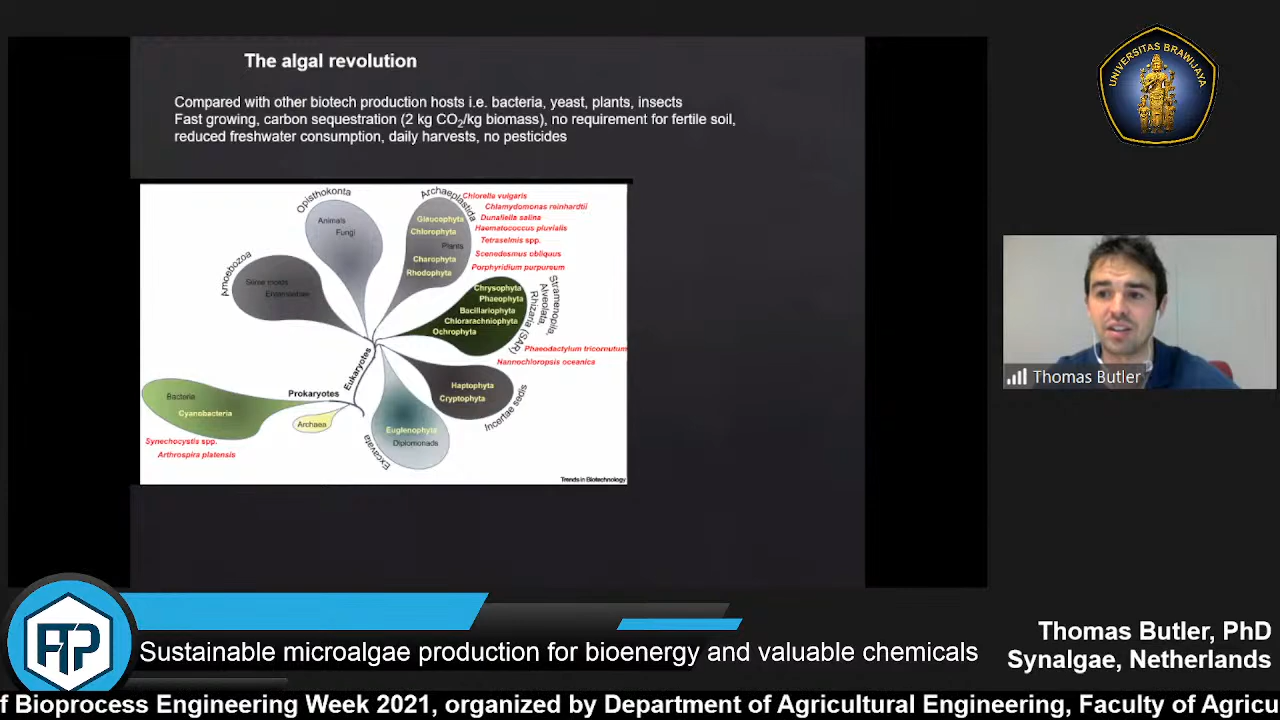 The algal revolution
Compared with other biotech production hosts i.e. bacteria, yeast, plants, insects
Fast growing, carbon sequestration (2 kg CO2/kg biomass), no requirement for fertile soil,
reduced freshwater consumption, daily harvests, no pesticides
Opisthokonta
Animals
Fungi
Archaeplastida
Glaucophyta
Chlorophyta
Plants
Charophyta
Rhodophyta
Chlorella vulgaris
Chlamydomonas reinhardtii
Dunaliella salina
Haematococcus pluvialis
Tetraselmis spp.
Scenedesmus obliquus
Porphyridium purpureum
Amoebozoa
Slime molds
Entamoebae
Chrysophyta
Phaeophyta
Bacillariophyta
Chlorarachniophyta
Ochrophyta
Stramenopila,
Alveolata,
Rhizaria (SAR)
Phaeodactylum tricornutum
Nannochloropsis oceanica
Eukaryotes
Haptophyta
Cryptophyta
Incertae sedis
Prokaryotes
Bacteria
Cyanobacteria
Archaea
Synechocystis spp.
Arthrospira platensis
Euglenophyta
Diplomonads
Excavata
Trends in Biotechnology
UNIVERSITAS BRAWIJAYA
Thomas Butler
FTP
Sustainable microalgae production for bioenergy and valuable chemicals
Thomas Butler, PhD
Synalgae, Netherlands
f Bioprocess Engineering Week 2021, organized by Department of Agricultural Engineering, Faculty of Agricu